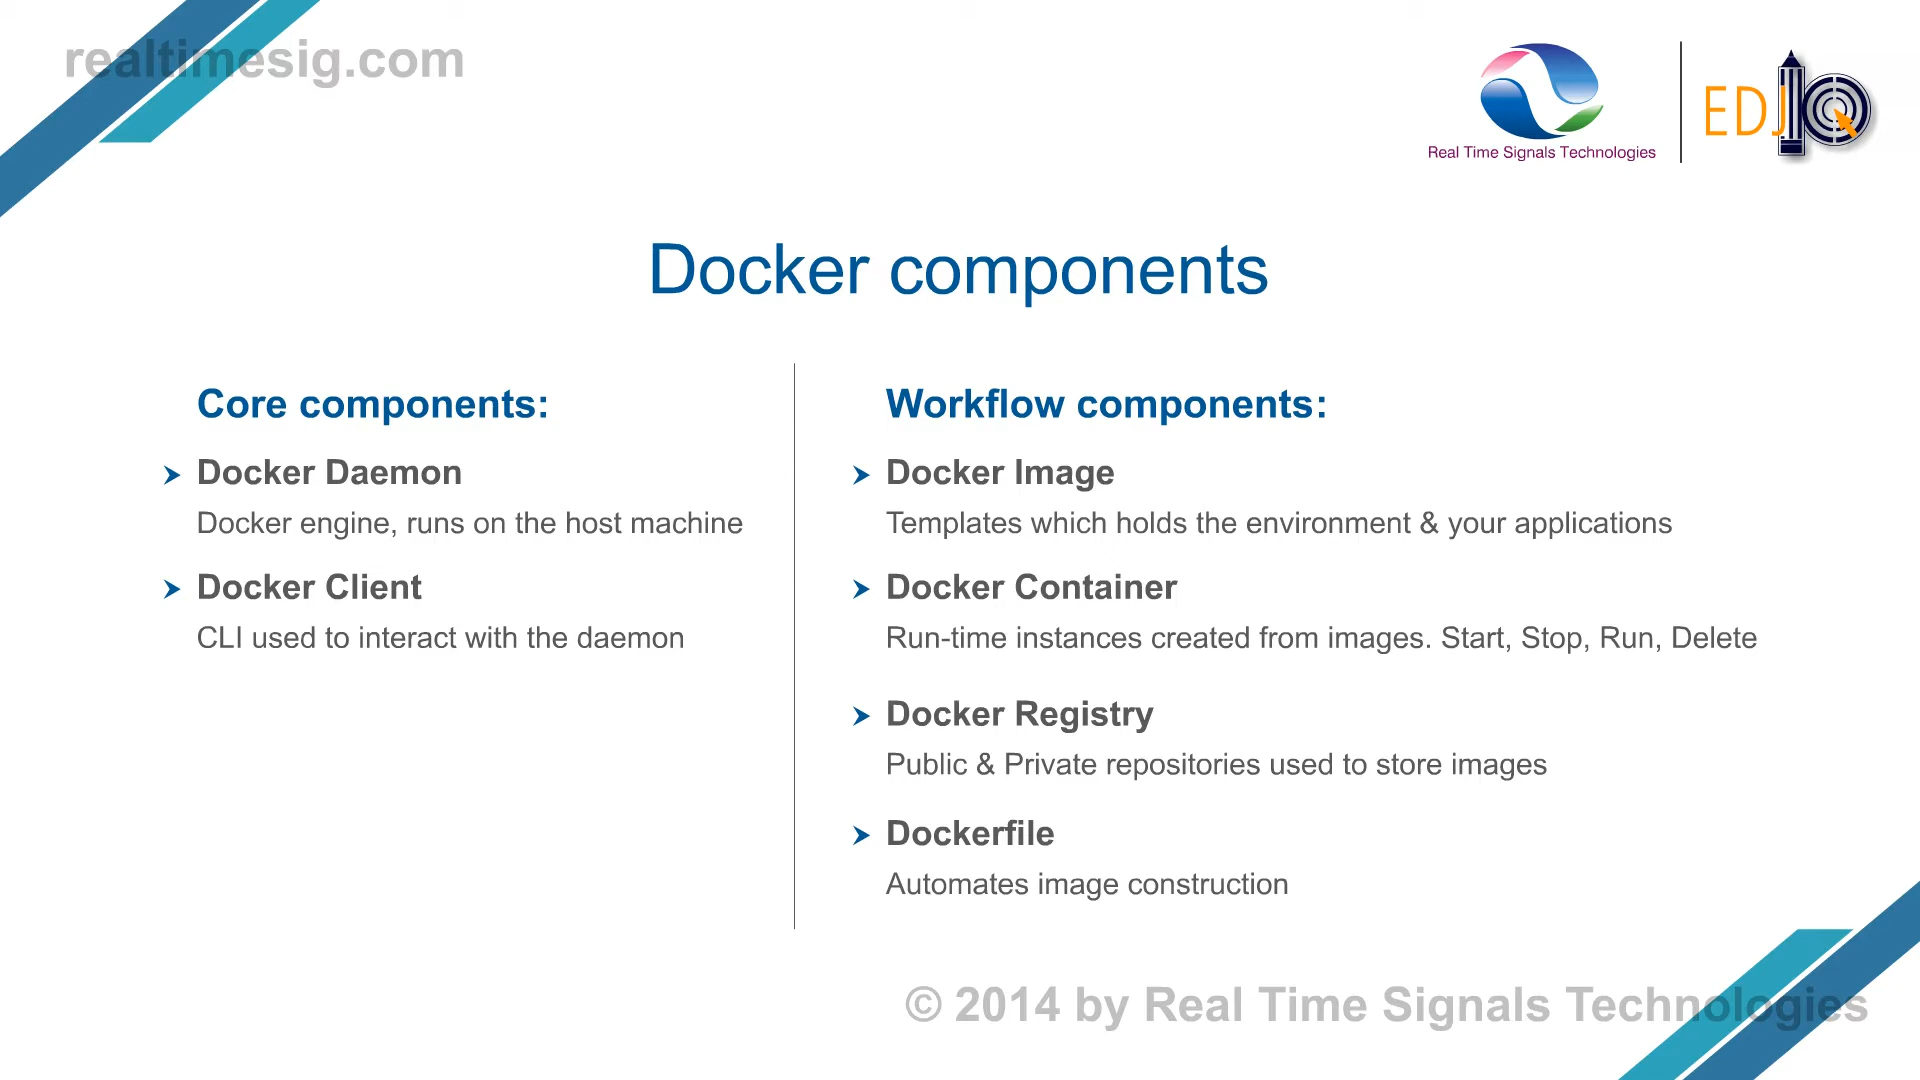 realtimesig.com
Real Time Signals Technologies
EDJIQ
Docker components
Core components:
Docker Daemon
Docker engine, runs on the host machine
Docker Client
CLI used to interact with the daemon
Workflow components:
Docker Image
Templates which holds the environment & your applications
Docker Container
Run-time instances created from images. Start, Stop, Run, Delete
Docker Registry
Public & Private repositories used to store images
Dockerfile
Automates image construction
© 2014 by Real Time Signals Technologies